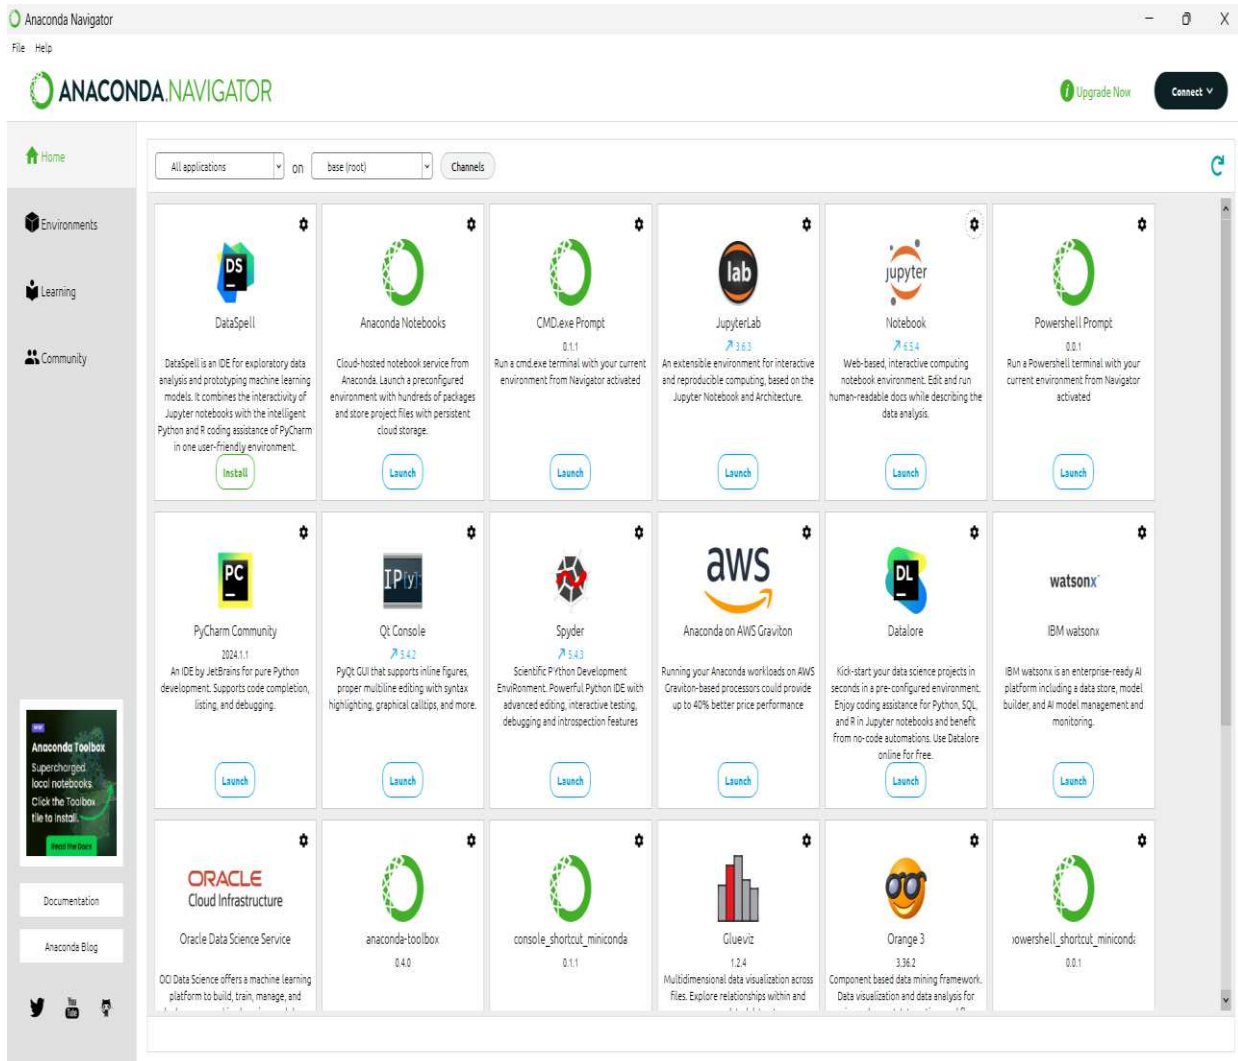 Anaconda Navigator
File Help
ANACONDA.NAVIGATOR
i Upgrade Now
Connect
Home
Environments
Learning
Community
All applications on base (root) Channels
DS
DataSpell
DataSpell is an IDE for exploratory data
analysis and prototyping machine learning
models. It combines the interactivity of
Jupyter notebooks with the intelligent
Python and R coding assistance of PyCharm
in one user-friendly environment.
Install
Anaconda Notebooks
Cloud-hosted notebook service from
Anaconda. Launch a preconfigured
environment with hundreds of packages
and store project files with persistent
cloud storage.
Launch
CMD.exe Prompt
0.1.1
Run a cmd.exe terminal with your current
environment from Navigator activated
Launch
lab
JupyterLab
3.6.3
An extensible environment for interactive
and reproducible computing, based on the
Jupyter Notebook and Architecture.
Launch
jupyter
Notebook
6.5.4
Web-based, interactive computing
notebook environment. Edit and run
human-readable docs while describing the
data analysis.
Launch
Powershell Prompt
0.0.1
Run a Powershell terminal with your
current environment from Navigator
activated
Launch
PC
PyCharm Community
2024.1.1
An IDE by JetBrains for pure Python
development. Supports code completion,
listing, and debugging.
Launch
IP[y]:
Qt Console
5.4.2
PyQt GUI that supports inline figures,
proper multiline editing with syntax
highlighting, graphical calltips, and more.
Launch
Spyder
5.4.3
Scientific PYthon Development
EnviRonment. Powerful Python IDE with
advanced editing, interactive testing,
debugging and introspection features
Launch
aws
Anaconda on AWS Graviton
Running your Anaconda workloads on AWS
Graviton-based processors could provide
up to 40% better price performance
Launch
DL
Datalore
Kick-start your data science projects in
seconds in a pre-configured environment.
Enjoy coding assistance for Python, SQL,
and R in Jupyter notebooks and benefit
from no-code automations. Use Datalore
online for free.
Launch
watsonx
IBM watsonx
IBM watsonx is an enterprise-ready AI
platform including a data store, model
builder, and AI model management and
monitoring.
Launch
ORACLE
Cloud Infrastructure
Oracle Data Science Service
OCI Data Science offers a machine learning
platform to build, train, manage, and
anaconda-toolbox
0.4.0
console_shortcut_miniconda
0.1.1
Glueviz
1.2.4
Multidimensional data visualization across
files. Explore relationships within and
Orange 3
3.36.2
Component based data mining framework.
Data visualization and data analysis for
powershell_shortcut_miniconda
0.0.1
NEW
Anaconda Toolbox
Supercharged
local notebooks.
Click the Toolbox
tile to install.
Read the Docs
Documentation
Anaconda Blog
You
Tube